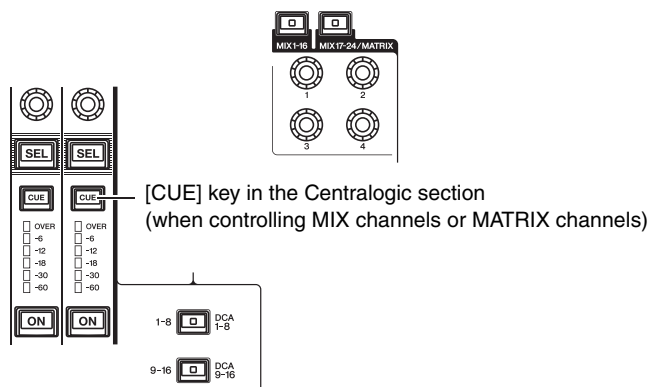 MIX 1-16 MIX 17-24/MATRIX
1 2
3 4
SEL SEL
CUE CUE
[CUE] key in the Centralogic section
(when controlling MIX channels or MATRIX channels)
OVER OVER
-6 -6
-12 -12
-18 -18
-30 -30
-60 -60
ON ON
1-8 DCA 1-8
9-16 DCA 9-16